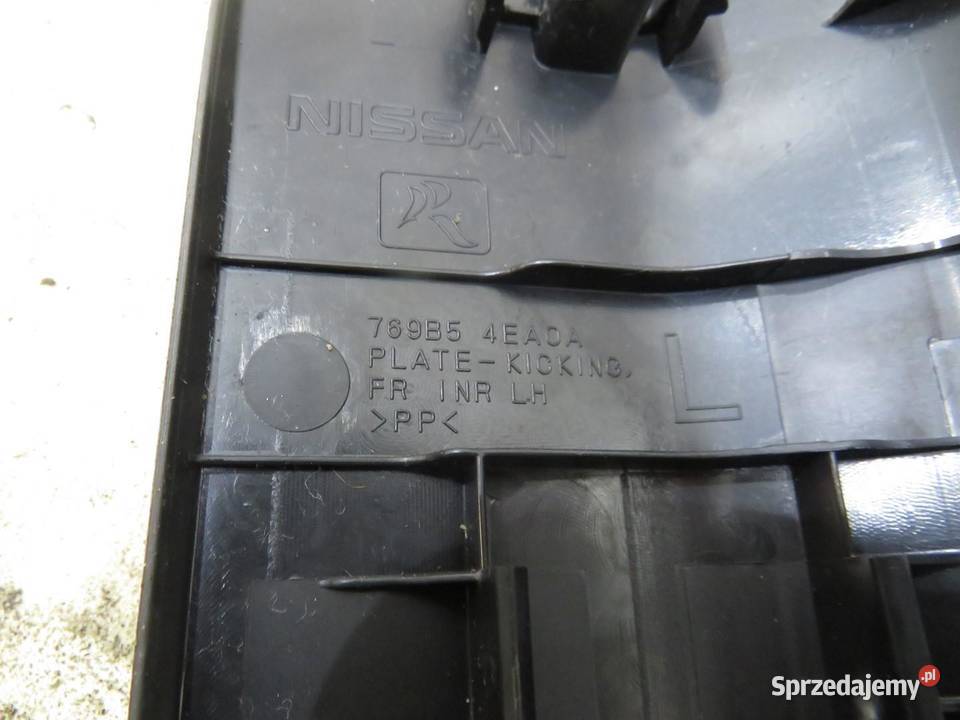 NISSAN
R
769B5 4EA0A
PLATE-KICKING,
FR INR LH
>PP<
L
Sprzedajemy.pl